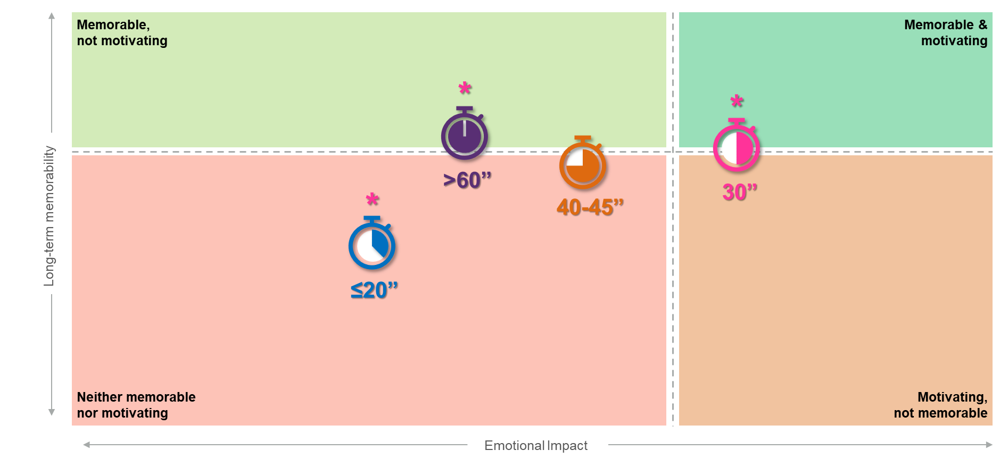 Memorable,
not motivating
Memorable &
motivating
*
*
>60”
30”
40-45”
*
≤20”
Long-term memorability
Neither memorable
nor motivating
Motivating,
not memorable
Emotional Impact